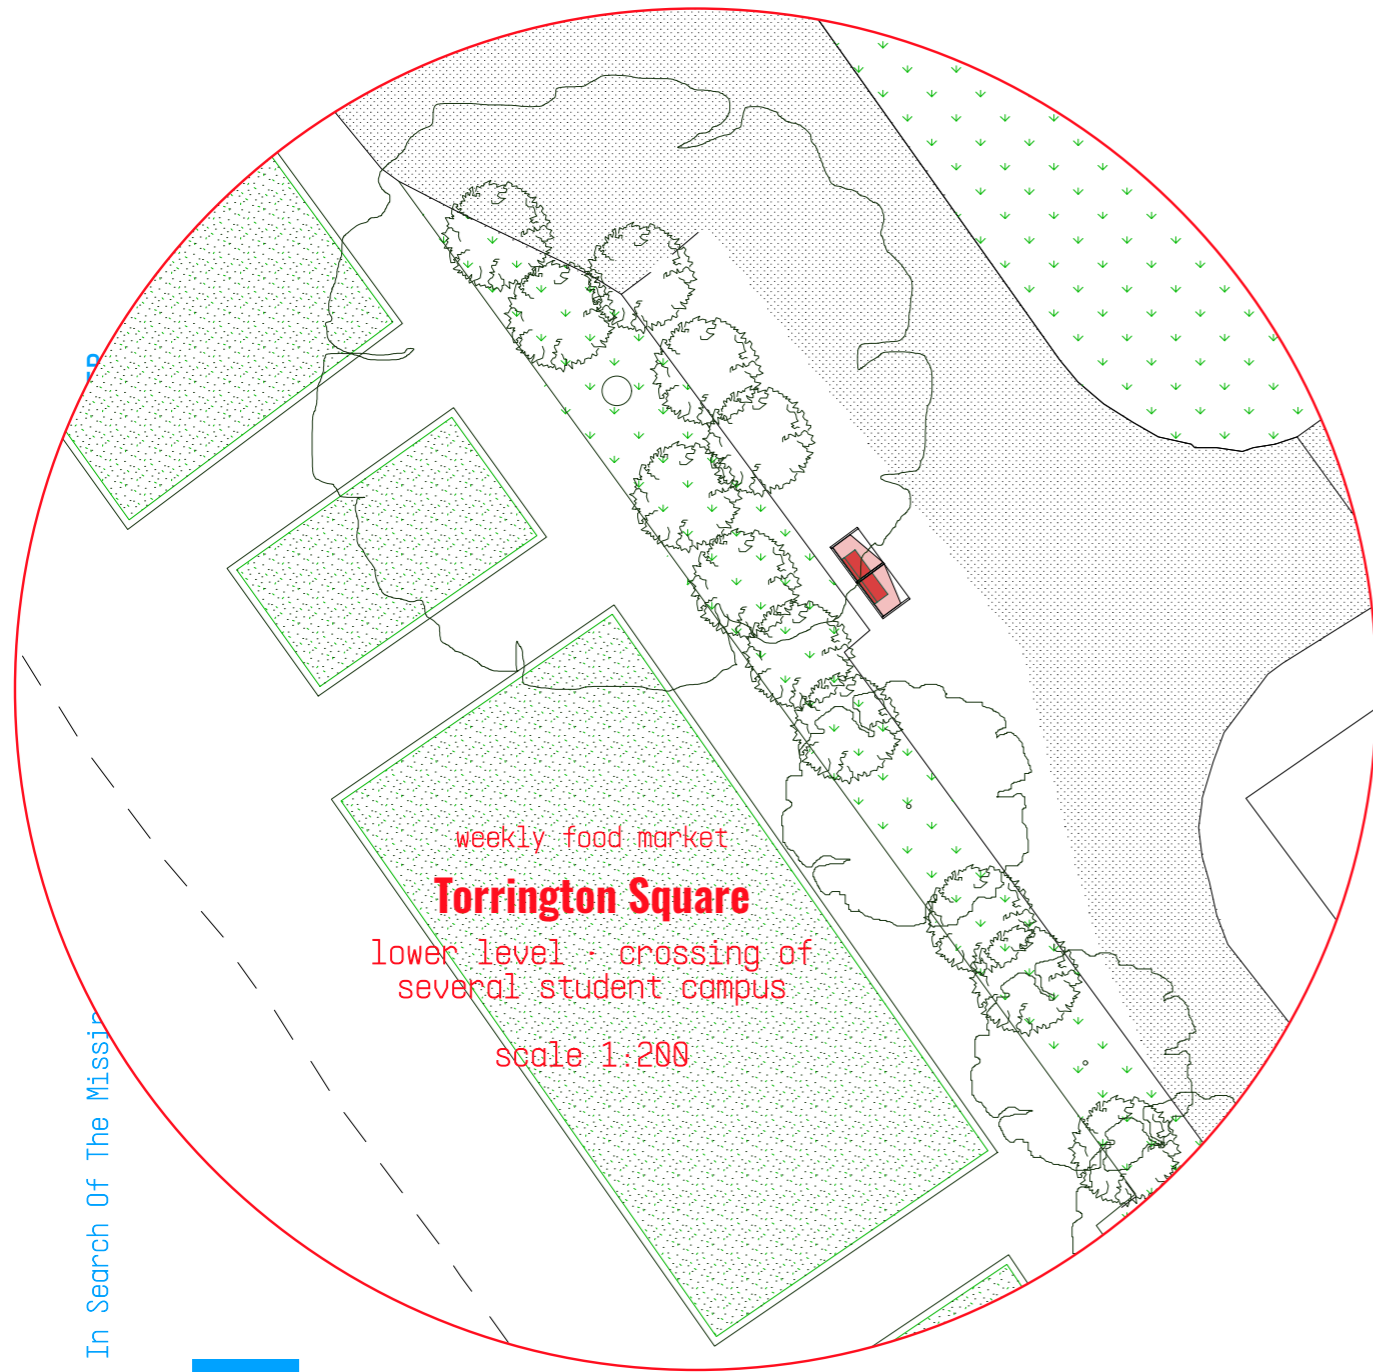 weekly food market
Torrington Square
lower level · crossing of
several student campus
scale 1:200
In Search Of The